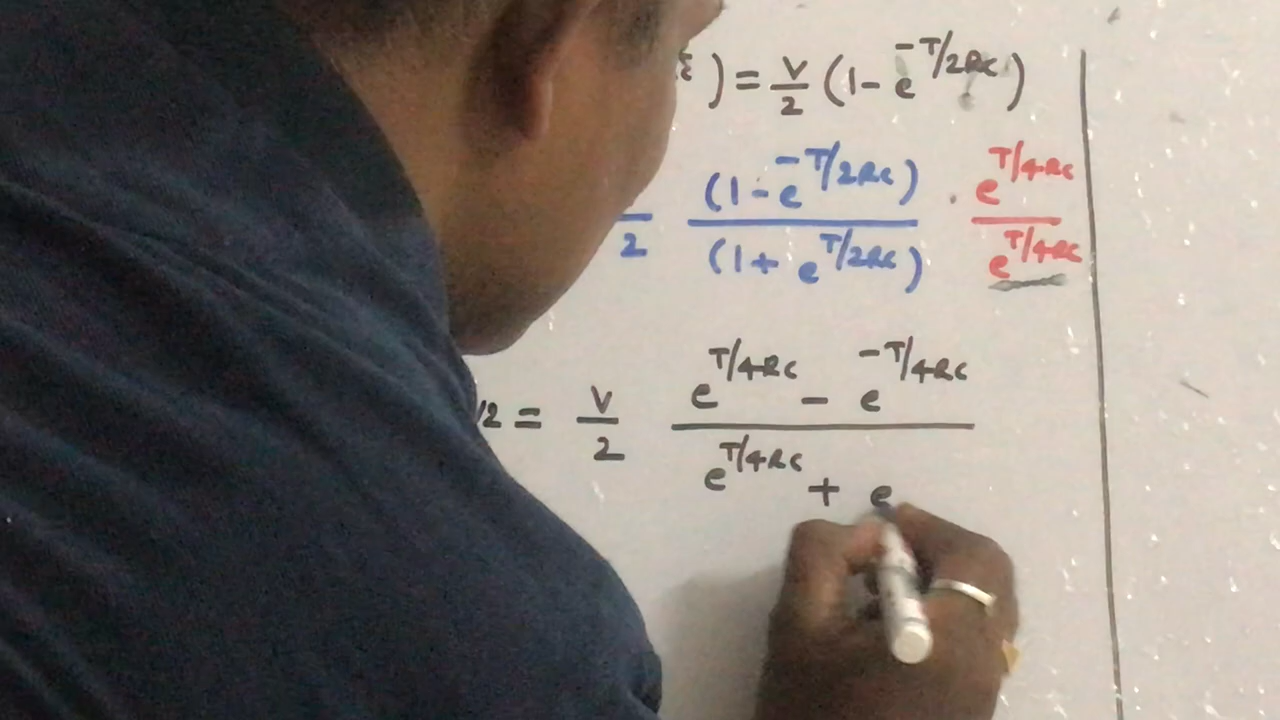 ) = V/2 (1 - e^-T/2RC)
2 (1 - e^-T/2RC) / (1 + e^T/2RC) · e^T/4RC / e^T/4RC
/2 = V/2 e^T/4RC - e^-T/4RC / e^T/4RC + e